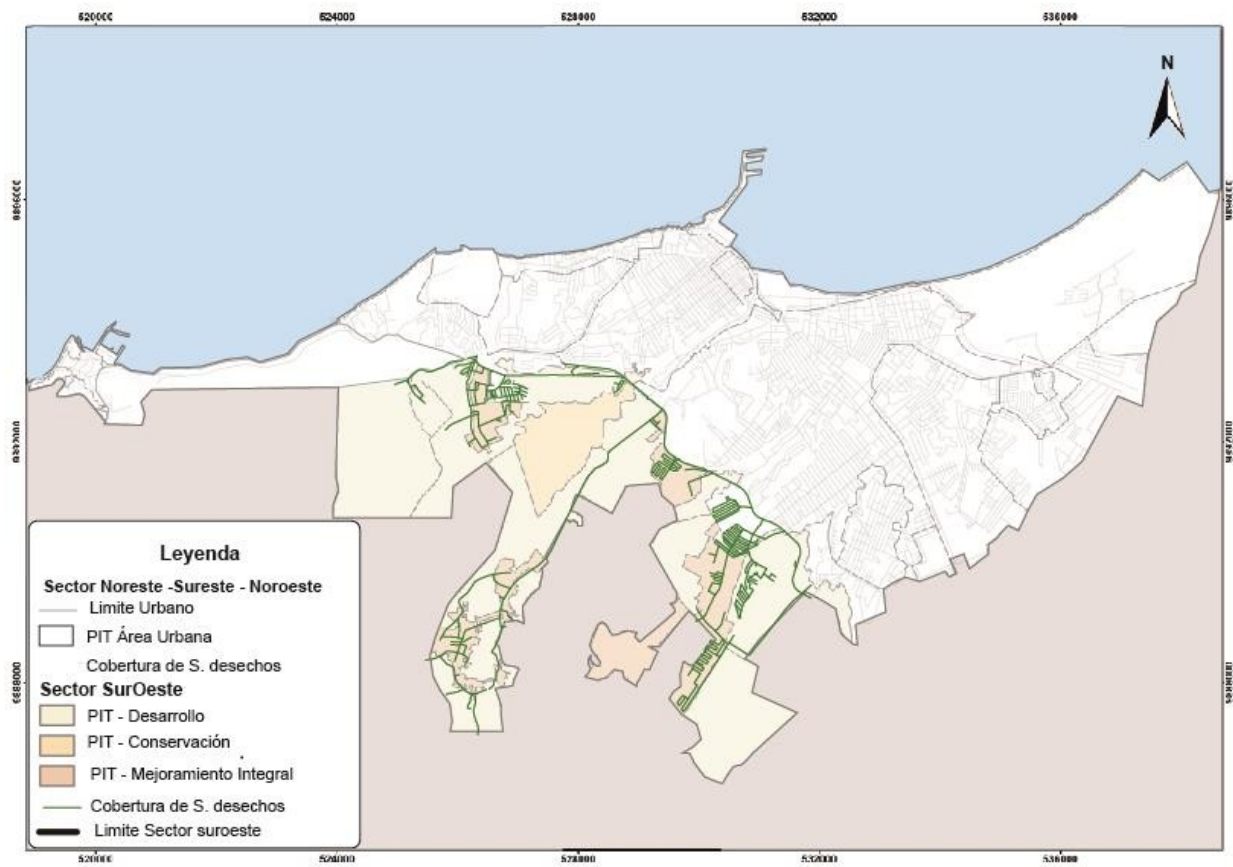 520000 524000 528000 532000 536000
N
Leyenda
Sector Noreste -Sureste - Noroeste
Limite Urbano
PIT Área Urbana
Cobertura de S. desechos
Sector SurOeste
PIT - Desarrollo
PIT - Conservación
PIT - Mejoramiento Integral
Cobertura de S. desechos
Limite Sector suroeste
520000 524000 528000 532000 536000